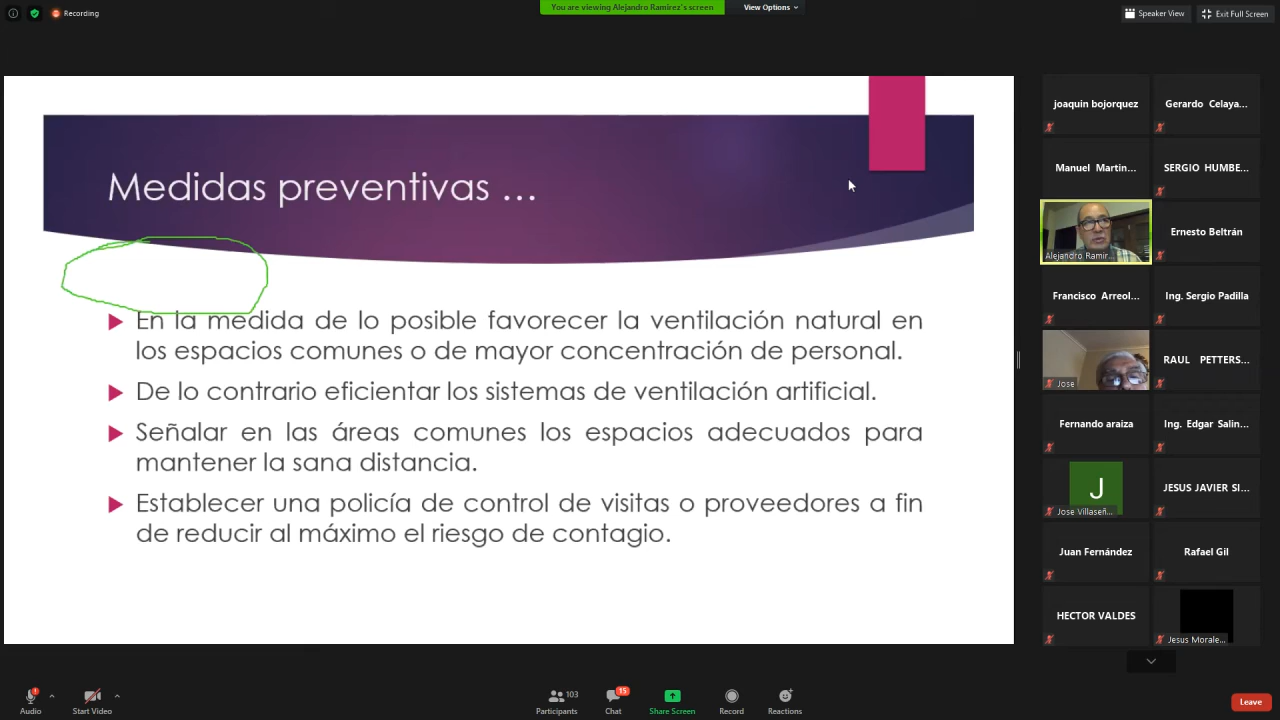 Recording
You are viewing Alejandro Ramirez's screen
View Options
Speaker View
Exit Full Screen
Medidas preventivas ...
En la medida de lo posible favorecer la ventilación natural en
los espacios comunes o de mayor concentración de personal.
De lo contrario eficientar los sistemas de ventilación artificial.
Señalar en las áreas comunes los espacios adecuados para
mantener la sana distancia.
Establecer una policía de control de visitas o proveedores a fin
de reducir al máximo el riesgo de contagio.
joaquin bojorquez
Gerardo Celaya...
Manuel Martin...
SERGIO HUMBE...
Alejandro Ramir...
Ernesto Beltrán
Francisco Arreol...
Ing. Sergio Padilla
Jose
RAUL PETTERS...
Fernando araiza
Ing. Edgar Salin...
J
Jose Villaseñ...
JESUS JAVIER SI...
Juan Fernández
Rafael Gil
HECTOR VALDES
Jesus Morale...
Audio
1
Start Video
Participants
103
Chat
15
Share Screen
Record
Reactions
Leave